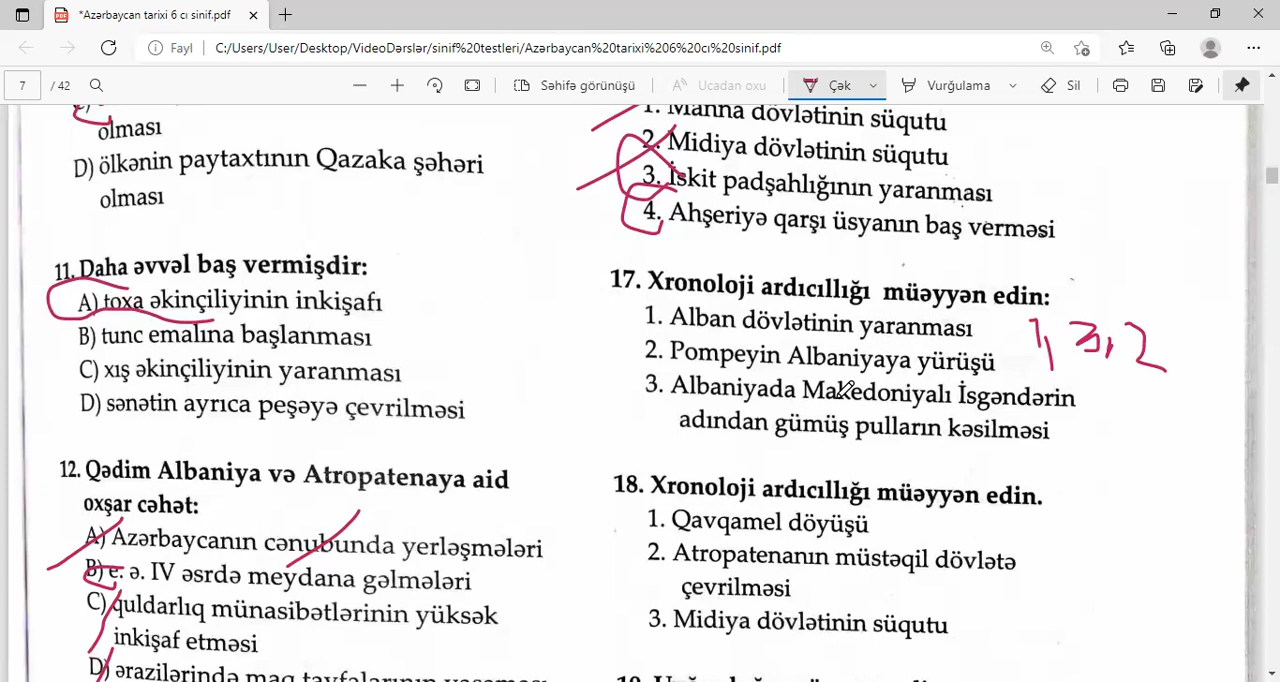 *Azərbaycan tarixi 6 cı sinif.pdf
Fayl
C:/Users/User/Desktop/VideoDərslər/sinif%20testleri/Azərbaycan%20tarixi%206%20cı%20sinif.pdf
7 / 42
Səhifə görünüşü
Ucadan oxu
Çək
Vurğulama
Sil
olması
D) ölkənin paytaxtının Qazaka şəhəri
olması
11. Daha əvvəl baş vermişdir:
A) toxa əkinçiliyinin inkişafı
B) tunc emalına başlanması
C) xış əkinçiliyinin yaranması
D) sənətin ayrıca peşəyə çevrilməsi
12. Qədim Albaniya və Atropatenaya aid
oxşar cəhət:
A) Azərbaycanın cənubunda yerləşmələri
B) e. ə. IV əsrdə meydana gəlmələri
C) quldarlıq münasibətlərinin yüksək
inkişaf etməsi
D) ərazilərində maq tayfalarının yaşaması
1. Manna dövlətinin süqutu
2. Midiya dövlətinin süqutu
3. İskit padşahlığının yaranması
4. Ahşeriyə qarşı üsyanın baş verməsi
17. Xronoloji ardıcıllığı müəyyən edin:
1. Alban dövlətinin yaranması
2. Pompeyin Albaniyaya yürüşü
3. Albaniyada Makedoniyalı İsgəndərin
adından gümüş pulların kəsilməsi
1, 3, 2
18. Xronoloji ardıcıllığı müəyyən edin.
1. Qavqamel döyüşü
2. Atropatenanın müstəqil dövlətə
çevrilməsi
3. Midiya dövlətinin süqutu